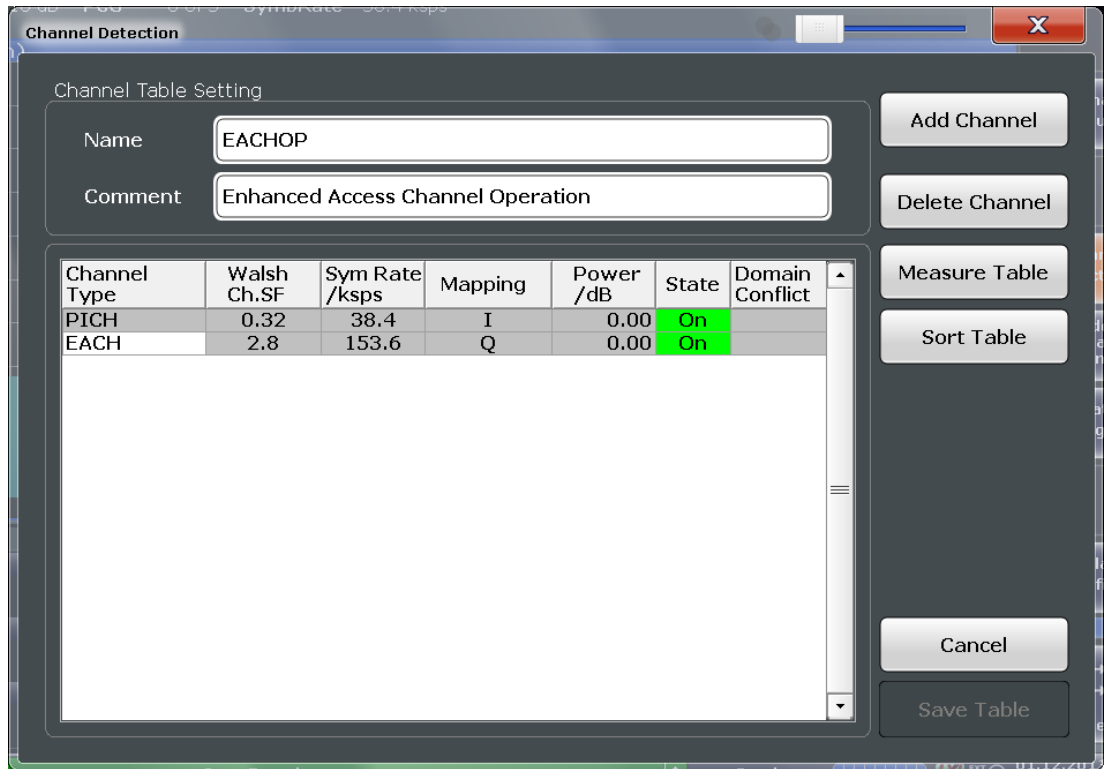 Channel Detection
Channel Table Setting
Name EACHOP
Comment Enhanced Access Channel Operation
Channel Type Walsh Ch.SF Sym Rate /ksps Mapping Power /dB State Domain Conflict
PICH 0.32 38.4 I 0.00 On
EACH 2.8 153.6 Q 0.00 On
Add Channel
Delete Channel
Measure Table
Sort Table
Cancel
Save Table